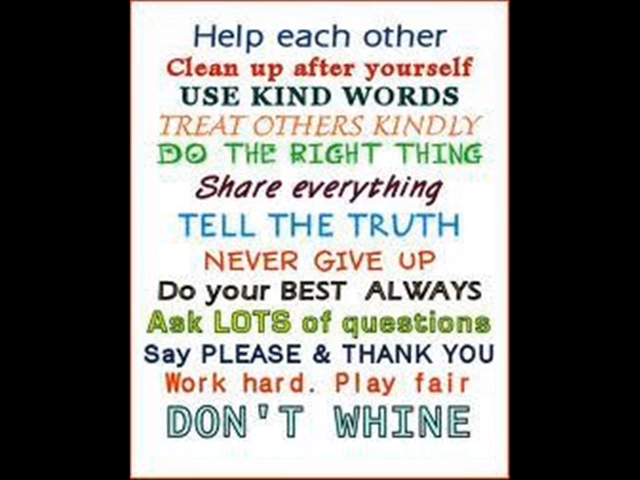 Help each other
Clean up after yourself
USE KIND WORDS
TREAT OTHERS KINDLY
DO THE RIGHT THING
Share everything
TELL THE TRUTH
NEVER GIVE UP
Do your BEST ALWAYS
Ask LOTS of questions
Say PLEASE & THANK YOU
Work hard. Play fair
DON'T WHINE